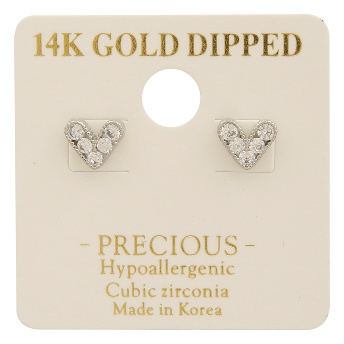 14K GOLD DIPPED
- PRECIOUS -
Hypoallergenic
Cubic zirconia
Made in Korea